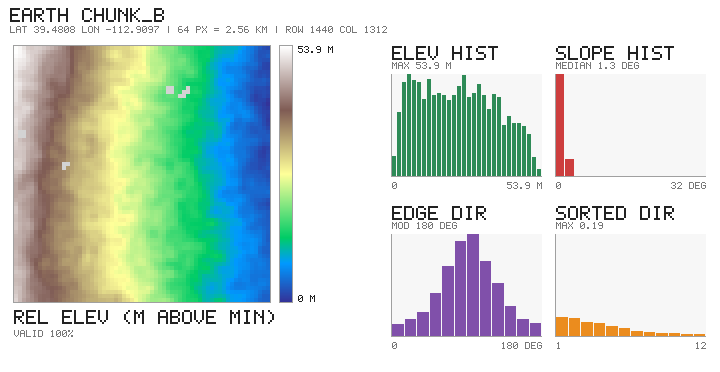 EARTH CHUNK_B
LAT 39.4808 LON -112.9097 | 64 PX = 2.56 KM | ROW 1440 COL 1312
53.9 M
0 M
REL ELEV (M ABOVE MIN)
VALID 100%
ELEV HIST
MAX 53.9 M
0 53.9 M
SLOPE HIST
MEDIAN 1.3 DEG
0 32 DEG
EDGE DIR
MOD 180 DEG
0 180 DEG
SORTED DIR
MAX 0.19
1 12